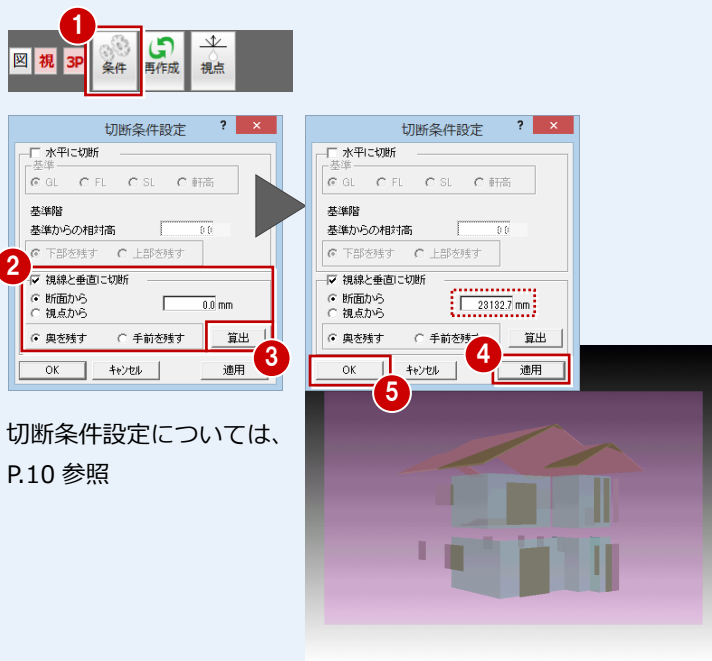 1
図 視 3P 条件 再作成 視点
切断条件設定 ? ×
水平に切断
基準
GL FL SL 軒高
基準階
基準からの相対高 0.0
下部を残す 上部を残す
2
視線と垂直に切断
断面から 0.0 mm
視点から
奥を残す 手前を残す 算出
3
OK キャンセル 適用
切断条件設定 ? ×
水平に切断
基準
GL FL SL 軒高
基準階
基準からの相対高 0.0
下部を残す 上部を残す
視線と垂直に切断
断面から 23132.7 mm
視点から
奥を残す 手前を残す 算出
4
OK キャンセル 適用
5
切断条件設定については、
P.10 参照